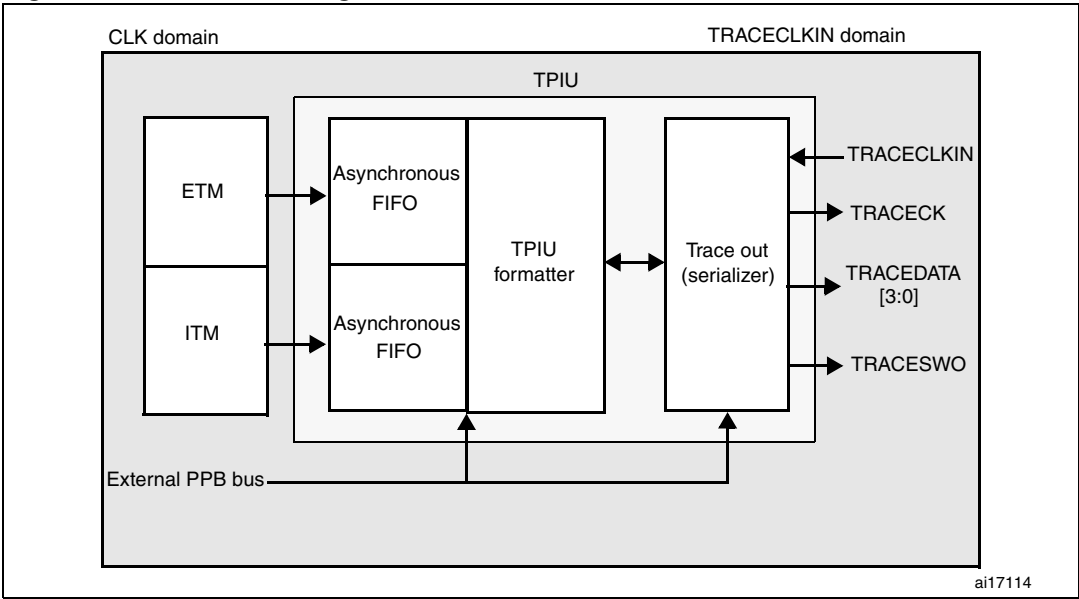 CLK domain
TRACECLKIN domain
TPIU
ETM
ITM
Asynchronous
FIFO
Asynchronous
FIFO
TPIU
formatter
Trace out
(serializer)
TRACECLKIN
TRACECK
TRACEDATA
[3:0]
TRACESWO
External PPB bus
ai17114